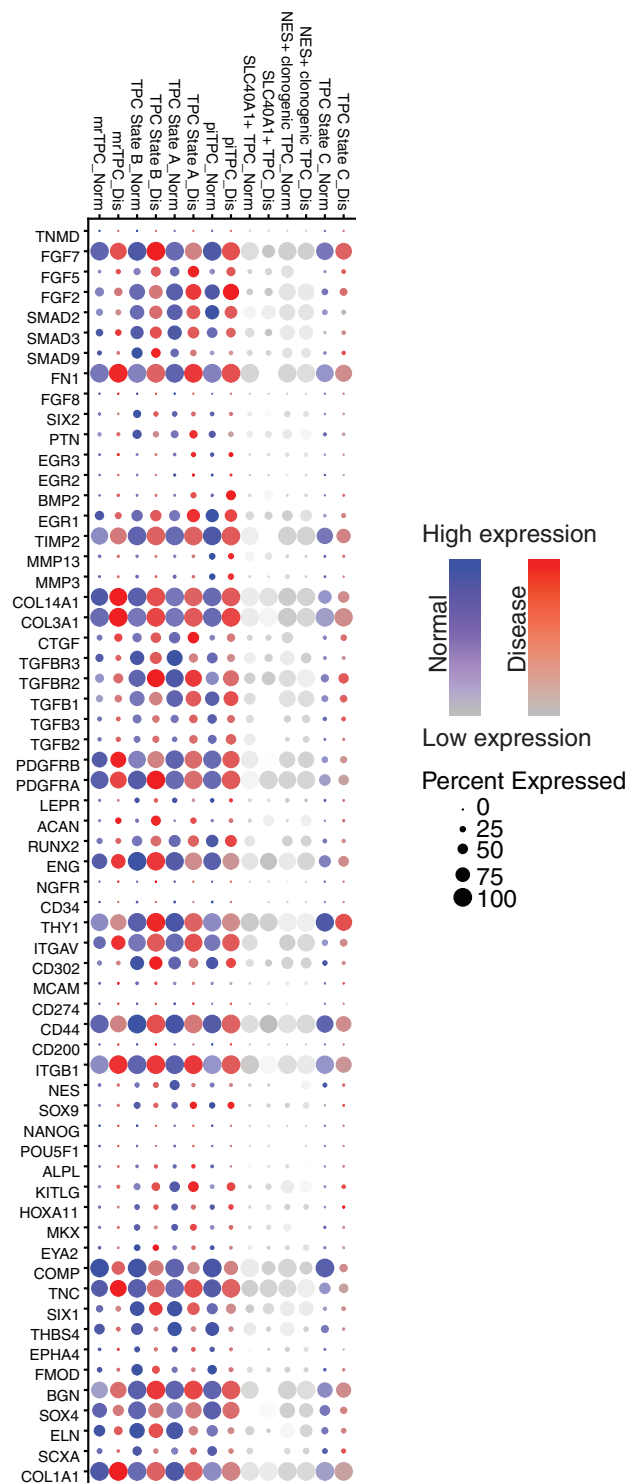 mrTPC_Norm
mrTPC_Dis
TPC State B_Norm
TPC State B_Dis
TPC State A_Norm
TPC State A_Dis
piTPC_Norm
piTPC_Dis
SLC40A1+ TPC_Norm
SLC40A1+ TPC_Dis
NES+ clonogenic TPC_Norm
NES+ clonogenic TPC_Dis
TPC State C_Norm
TPC State C_Dis
TNMD
FGF7
FGF5
FGF2
SMAD2
SMAD3
SMAD9
FN1
FGF8
SIX2
PTN
EGR3
EGR2
BMP2
EGR1
TIMP2
MMP13
MMP3
COL14A1
COL3A1
CTGF
TGFBR3
TGFBR2
TGFB1
TGFB3
TGFB2
PDGFRB
PDGFRA
LEPR
ACAN
RUNX2
ENG
NGFR
CD34
THY1
ITGAV
CD302
MCAM
CD274
CD44
CD200
ITGB1
NES
SOX9
NANOG
POU5F1
ALPL
KITLG
HOXA11
MKX
EYA2
COMP
TNC
SIX1
THBS4
EPHA4
FMOD
BGN
SOX4
ELN
SCXA
COL1A1
High expression
Normal
Disease
Low expression
Percent Expressed
0
25
50
75
100